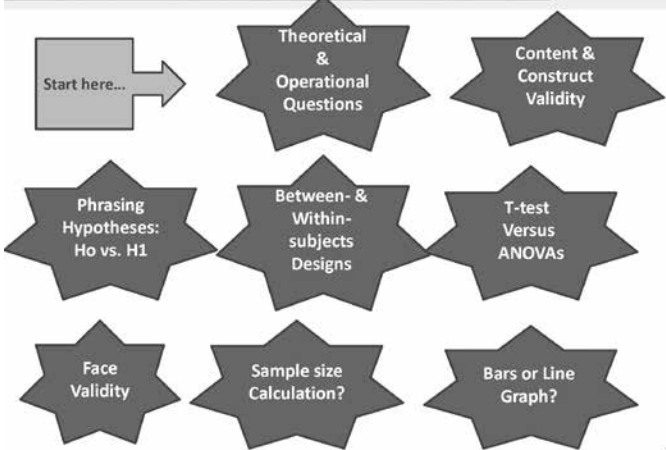 Start here...
Theoretical
&
Operational
Questions
Content &
Construct
Validity
Phrasing
Hypotheses:
Ho vs. H1
Between- &
Within-
subjects
Designs
T-test
Versus
ANOVAs
Face
Validity
Sample size
Calculation?
Bars or Line
Graph?